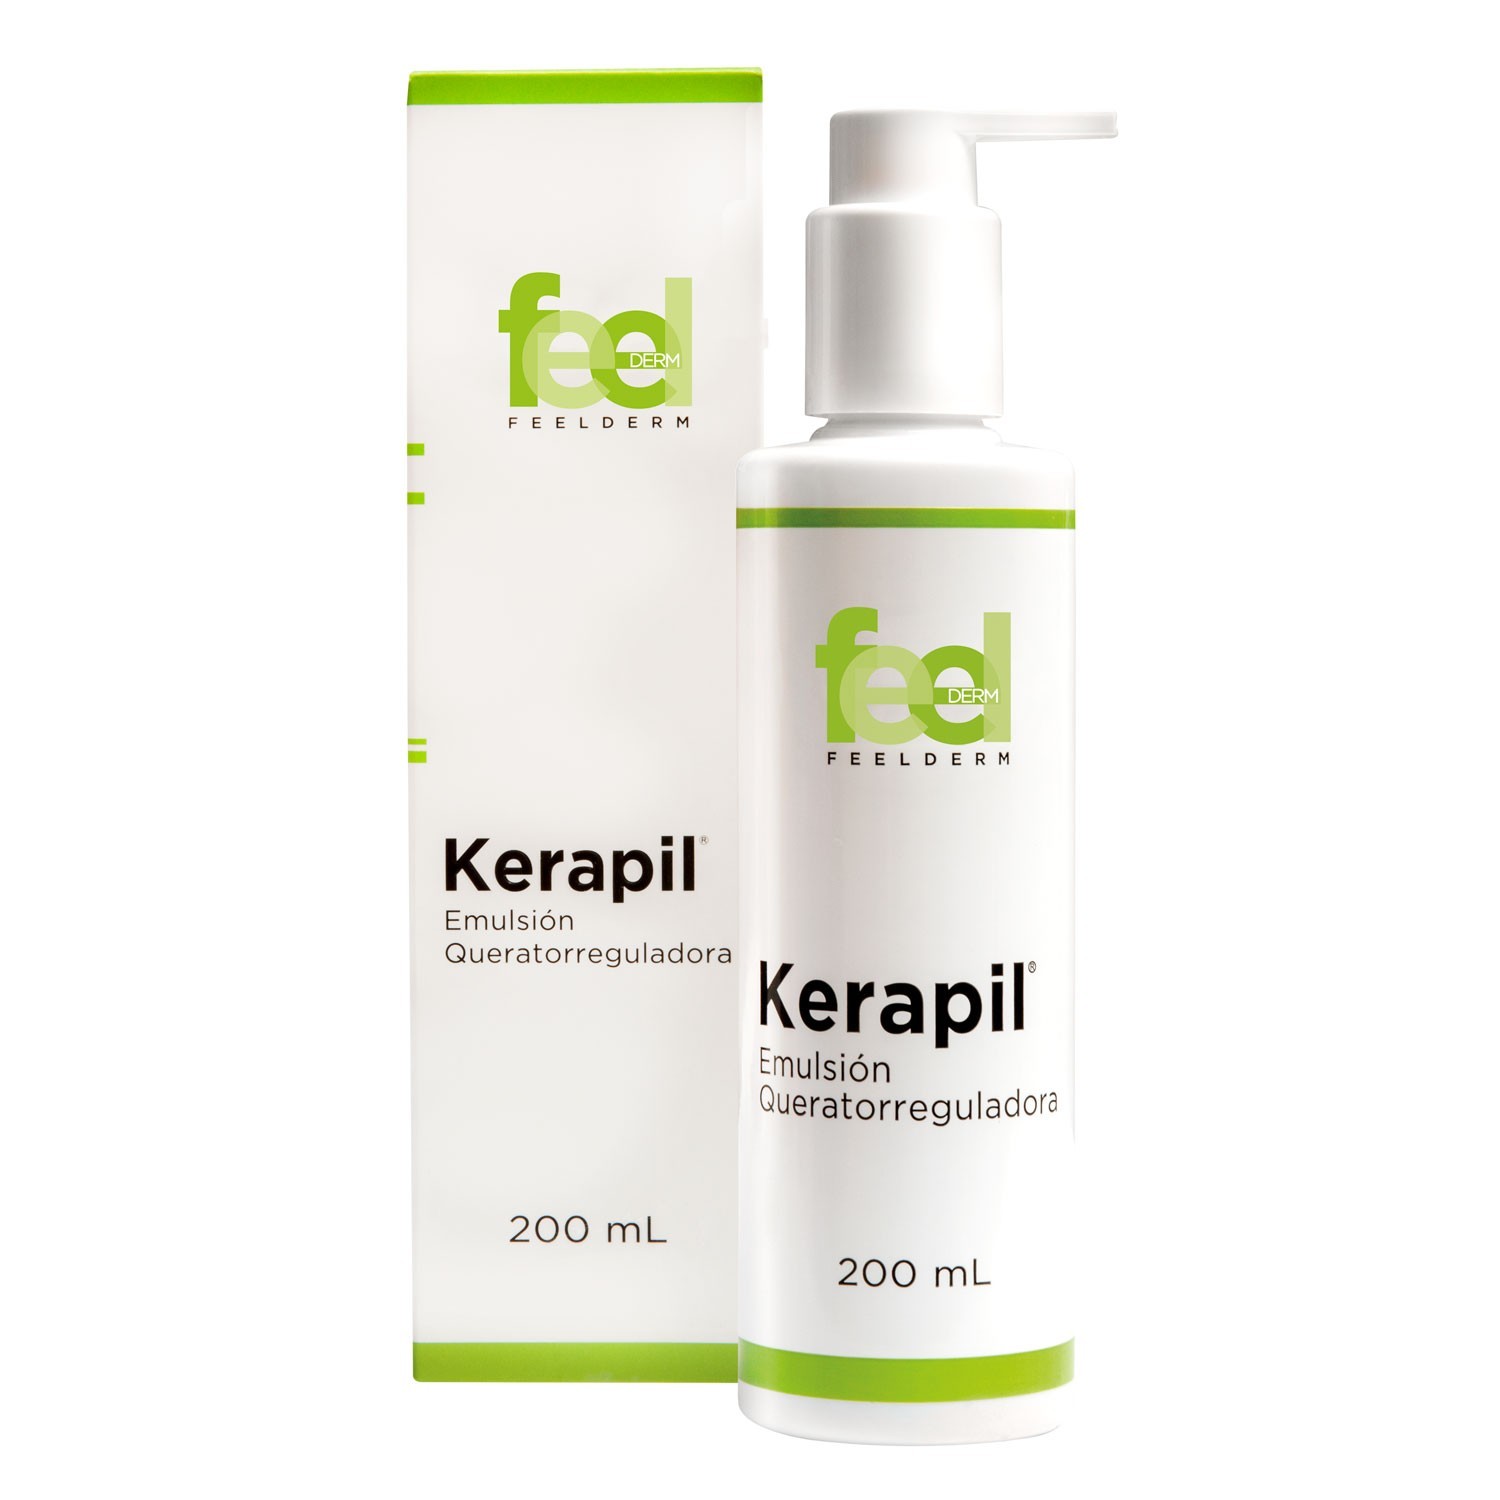 feel
DERM
FEELDERM
Kerapil®
Emulsión
Queratorreguladora
200 mL
feel
DERM
FEELDERM
Kerapil®
Emulsión
Queratorreguladora
200 mL